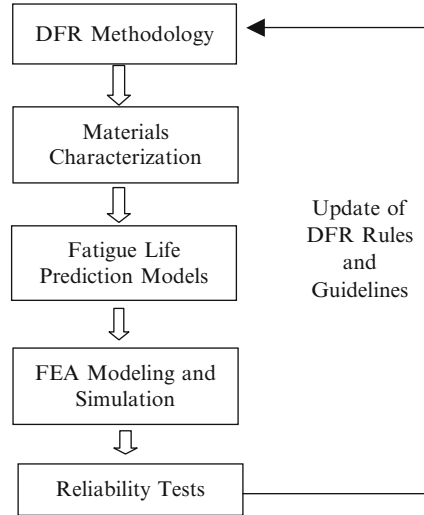 DFR Methodology
Materials
Characterization
Fatigue Life
Prediction Models
FEA Modeling and
Simulation
Reliability Tests
Update of
DFR Rules
and
Guidelines